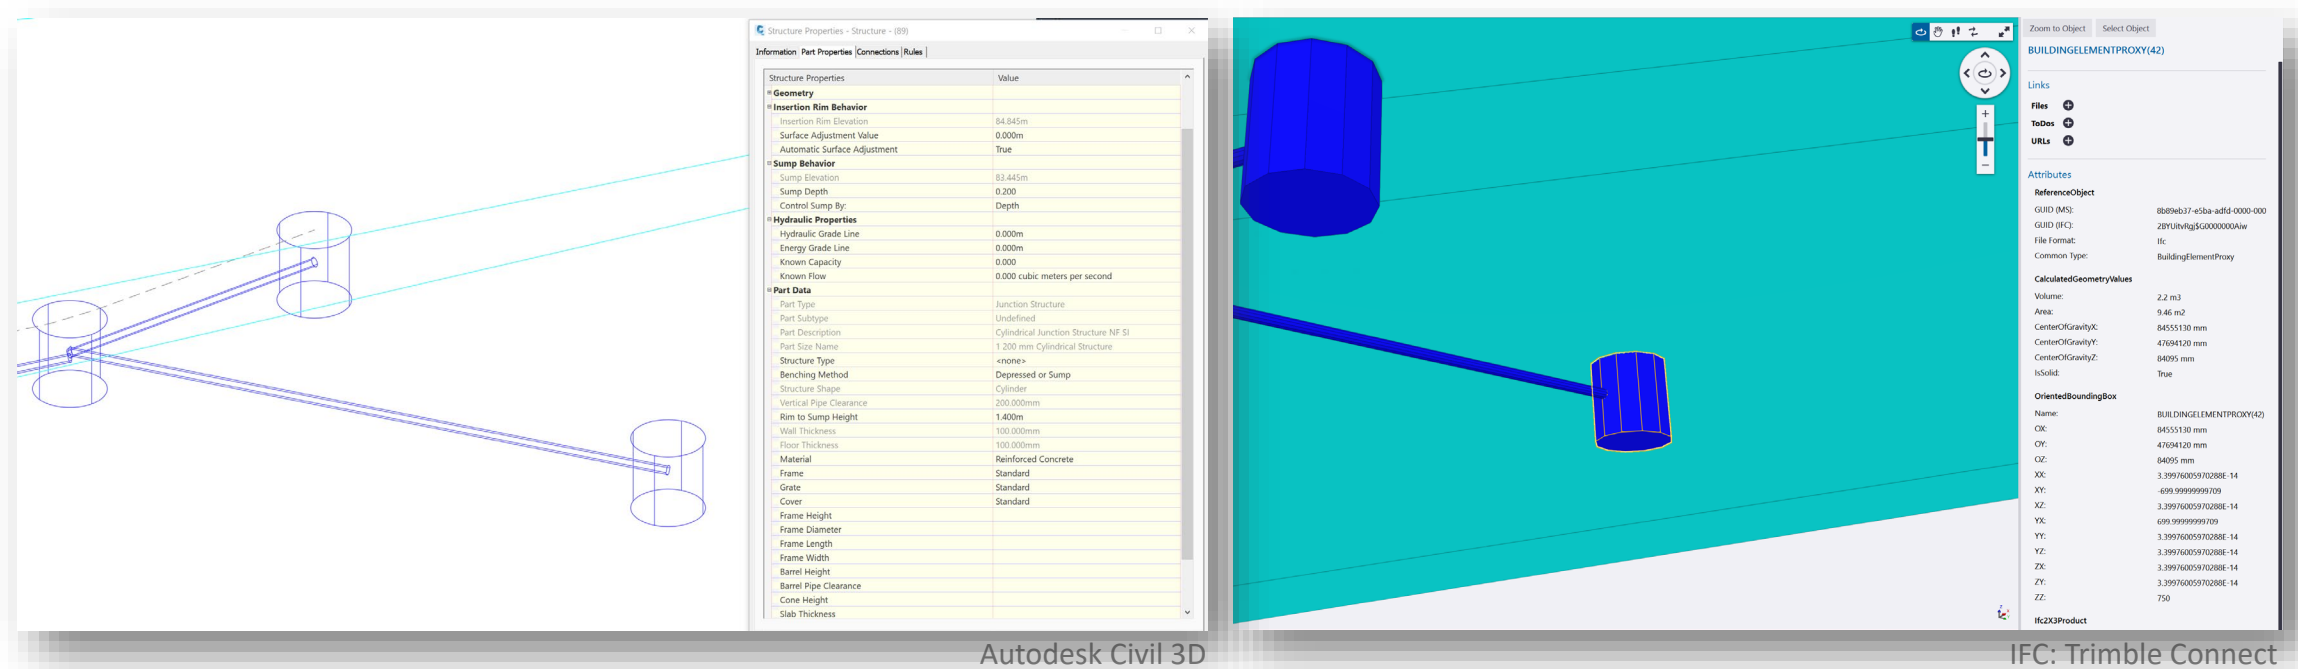 Structure Properties - Structure - (89)
Information Part Properties Connections Rules
Structure Properties Value
Geometry
Insertion Rim Behavior
Insertion Rim Elevation 84.845m
Surface Adjustment Value 0.000m
Automatic Surface Adjustment True
Sump Behavior
Sump Elevation 83.445m
Sump Depth 0.200
Control Sump By: Depth
Hydraulic Properties
Hydraulic Grade Line 0.000m
Energy Grade Line 0.000m
Known Capacity 0.000
Known Flow 0.000 cubic meters per second
Part Data
Part Type Junction Structure
Part Subtype Undefined
Part Description Cylindrical Junction Structure NF SI
Part Size Name 1 200 mm Cylindrical Structure
Structure Type <none>
Benching Method Depressed or Sump
Structure Shape Cylinder
Vertical Pipe Clearance 200.000mm
Rim to Sump Height 1.400m
Wall Thickness 100.000mm
Floor Thickness 100.000mm
Material Reinforced Concrete
Frame Standard
Grate Standard
Cover Standard
Frame Height
Frame Diameter
Frame Length
Frame Width
Barrel Height
Barrel Pipe Clearance
Cone Height
Slab Thickness
Autodesk Civil 3D
Zoom to Object Select Object
BUILDINGELEMENTPROXY(42)
Links
Files
ToDos
URLs
Attributes
ReferenceObject
GUID (MS): 8b89eb37-e5ba-adfd-0000-000
GUID (IFC): 2BYUitvRgj$G0000000Aiw
File Format: Ifc
Common Type: BuildingElementProxy
CalculatedGeometryValues
Volume: 2.2 m3
Area: 9.46 m2
CenterOfGravityX: 84555130 mm
CenterOfGravityY: 47694120 mm
CenterOfGravityZ: 84095 mm
IsSolid: True
OrientedBoundingBox
Name: BUILDINGELEMENTPROXY(42)
OX: 84555130 mm
OY: 47694120 mm
OZ: 84095 mm
XX: 3.39976005970288E-14
XY: -699.99999999709
XZ: 3.39976005970288E-14
YX: 699.99999999709
YY: 3.39976005970288E-14
YZ: 3.39976005970288E-14
ZX: 3.39976005970288E-14
ZY: 3.39976005970288E-14
ZZ: 750
Ifc2X3Product
IFC: Trimble Connect